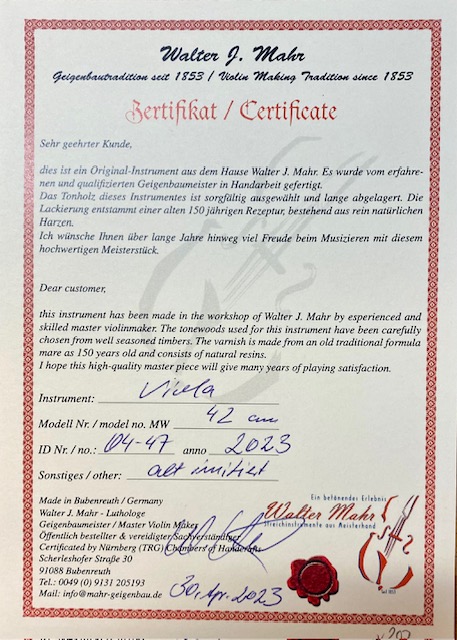 Walter J. Mahr
Geigenbautradition seit 1853 / Violin Making Tradition since 1853
Zertifikat / Certificate
Sehr geehrter Kunde,
dies ist ein Original-Instrument aus dem Hause Walter J. Mahr. Es wurde vom erfahre-
nen und qualifizierten Geigenbaumeister in Handarbeit gefertigt.
Das Tonholz dieses Instrumentes ist sorgfältig ausgewählt und lange abgelagert. Die
Lackierung entstammt einer alten 150 jährigen Rezeptur, bestehend aus rein natürlichen
Harzen.
Ich wünsche Ihnen über lange Jahre hinweg viel Freude beim Musizieren mit diesem
hochwertigen Meisterstück.
Dear customer,
this instrument has been made in the workshop of Walter J. Mahr by esperienced and
skilled master violinmaker. The tonewoods used for this instrument have been carefully
chosen from well seasoned timbers. The varnish is made from an old traditional formula
mare as 150 years old and consists of natural resins.
I hope this high-quality master piece will give many years of playing satisfaction.
Instrument: Viola
Modell Nr. / model no. MW 42 cm
ID Nr. / no.: 04-47 anno 2023
Sonstiges / other: alt imitiert
Made in Bubenreuth / Germany
Walter J. Mahr - Luthologe
Geigenbaumeister / Master Violin Maker
Öffentlich bestellter & vereidigter Sachverständiger
Certified by Nürnberg (TRG) Chambers of Handcrafts
Scherleshofer Straße 30
91088 Bubenreuth
Tel.: 0049 (0) 9131 205193
Mail: info@mahr-geigenbau.de
30. Apr. 2023
Ein betönender Erlebnis
Walter Mahr
Streichinstrumente aus Meisterhand
Seit 1853